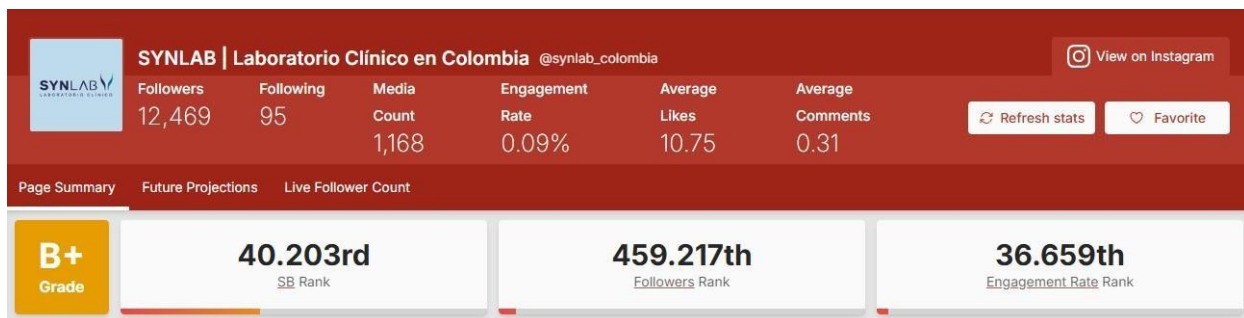 SYNLAB
LABORATORIO CLÍNICO
SYNLAB | Laboratorio Clínico en Colombia @synlab_colombia
View on Instagram
Followers
12,469
Following
95
Media Count
1,168
Engagement Rate
0.09%
Average Likes
10.75
Average Comments
0.31
Refresh stats
Favorite
Page Summary
Future Projections
Live Follower Count
B+
Grade
40.203rd
SB Rank
459.217th
Followers Rank
36.659th
Engagement Rate Rank